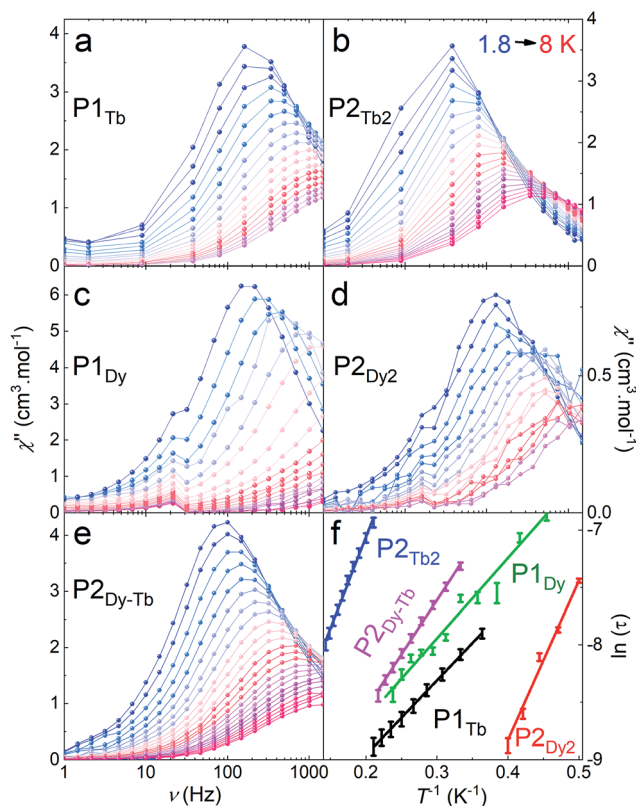 a
P1Tb
4
3
2
1
0
b
P2Tb2
1.8→8 K
4
3
2
1
0
c
P1Dy
6
5
4
3
2
1
0
χ'' (cm³.mol⁻¹)
d
P2Dy2
0.5
0.0
χ'' (cm³.mol⁻¹)
e
P2Dy-Tb
4
3
2
1
0
1 10 100 1000
ν (Hz)
f
P2Tb2
P2Dy-Tb
P1Dy
P1Tb
P2Dy2
-7
-8
-9
ln (τ)
0.2 0.3 0.4 0.5
T⁻¹ (K⁻¹)